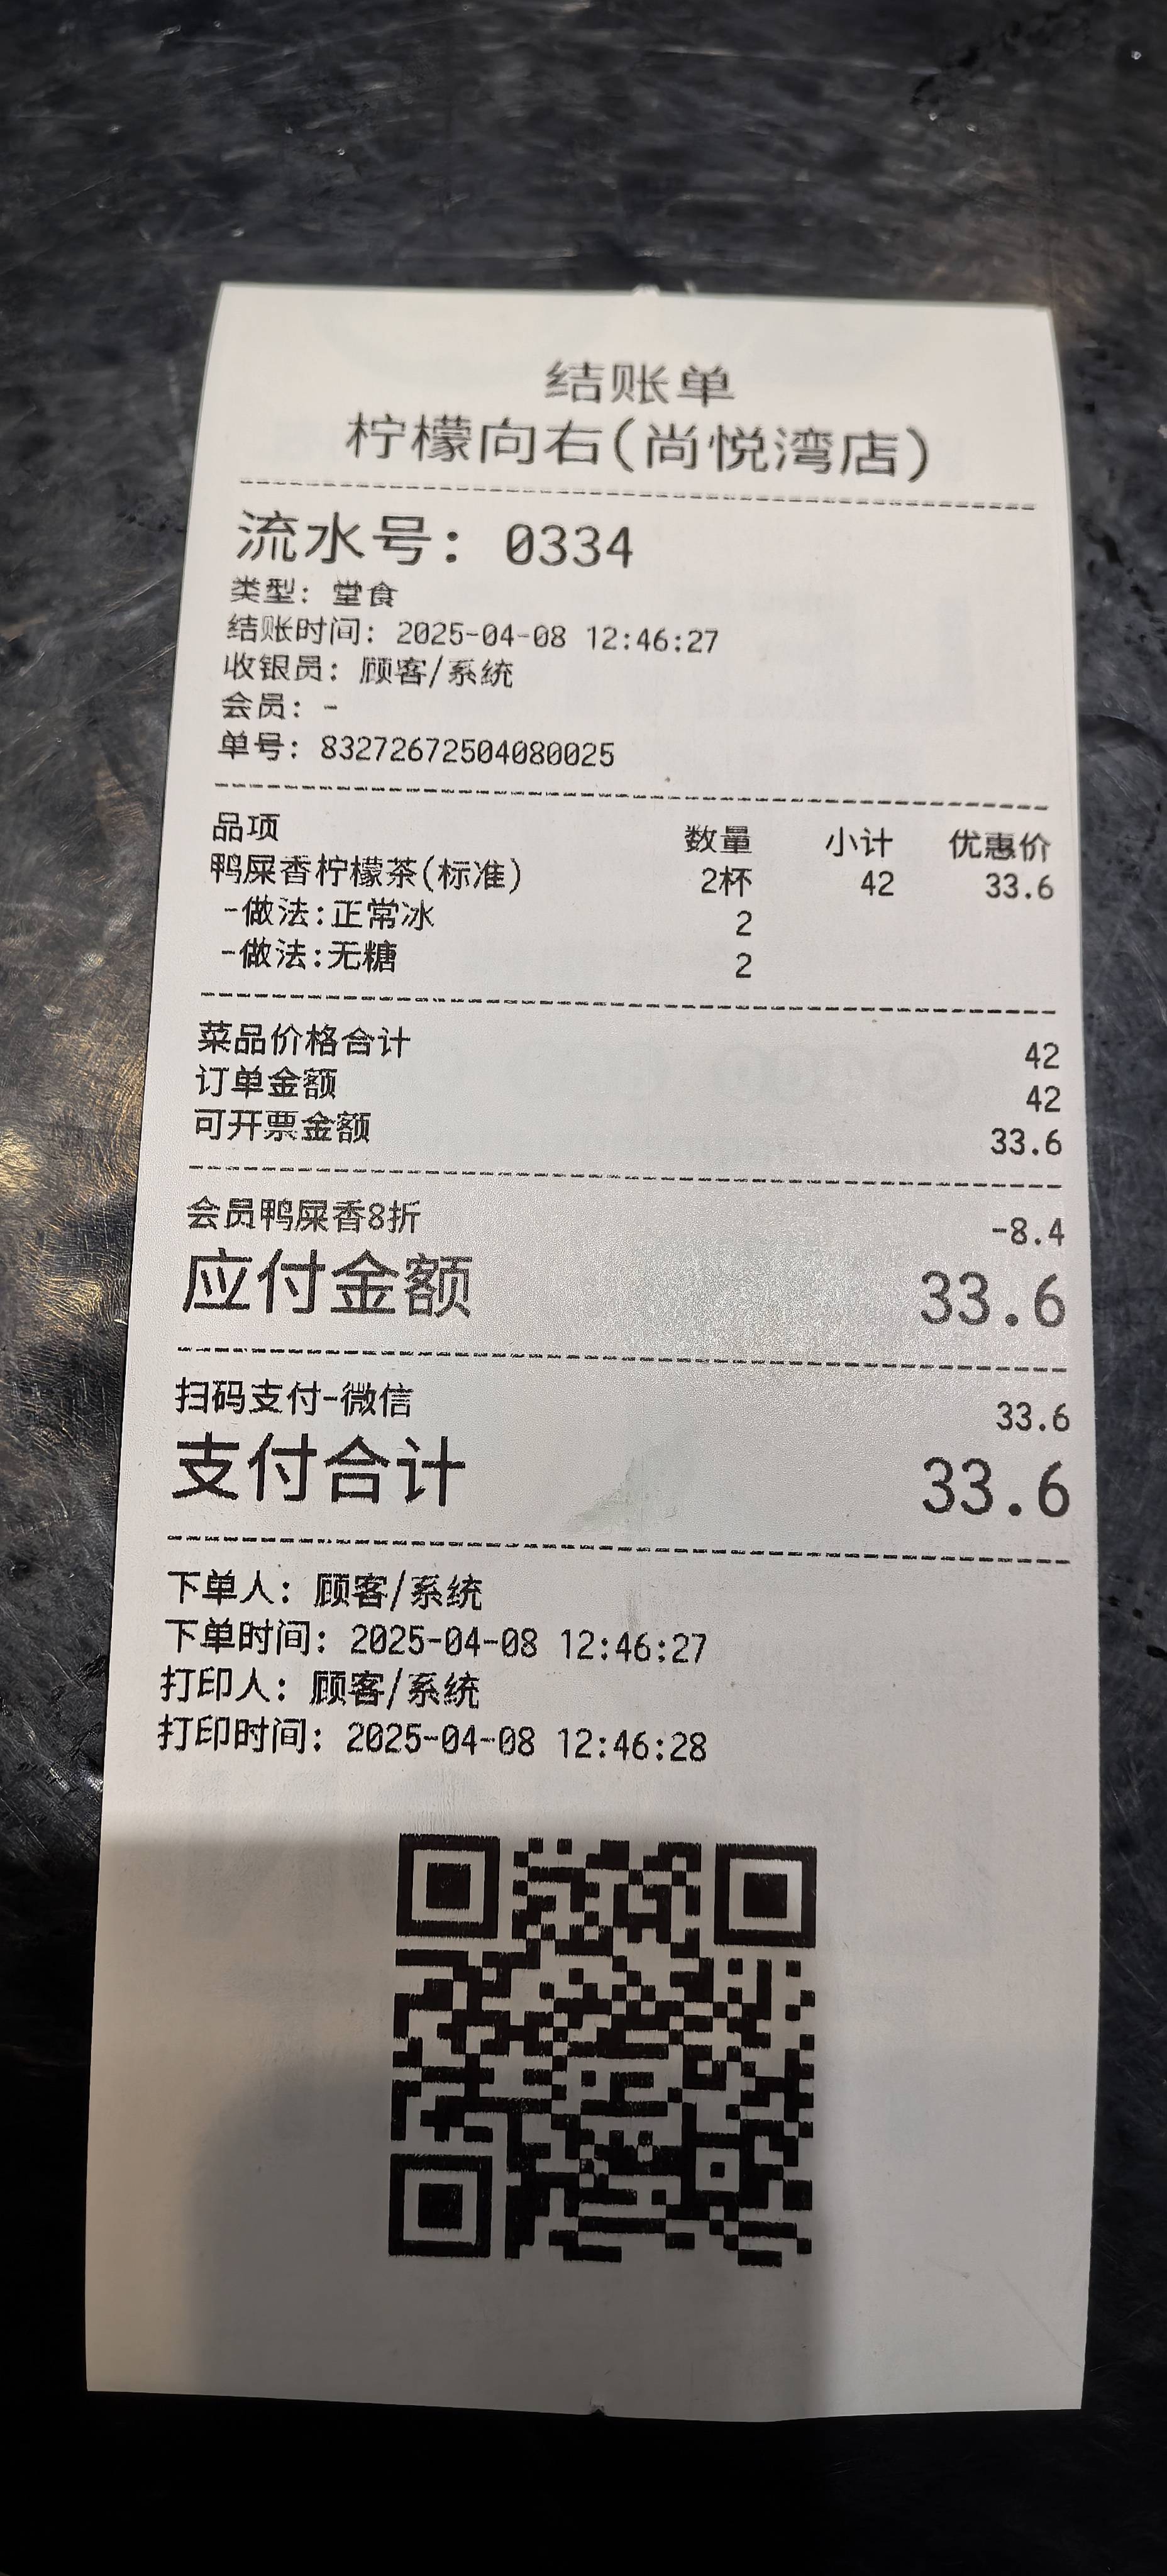 结账单
柠檬向右(尚悦湾店)
流水号: 0334
类型: 堂食
结账时间: 2025-04-08 12:46:27
收银员: 顾客/系统
会员: -
单号: 83272672504080025
品项 数量 小计 优惠价
鸭屎香柠檬茶(标准) 2杯 42 33.6
-做法:正常冰 2
-做法:无糖 2
菜品价格合计 42
订单金额 42
可开票金额 33.6
会员鸭屎香8折 -8.4
应付金额 33.6
扫码支付-微信 33.6
支付合计 33.6
下单人: 顾客/系统
下单时间: 2025-04-08 12:46:27
打印人: 顾客/系统
打印时间: 2025-04-08 12:46:28